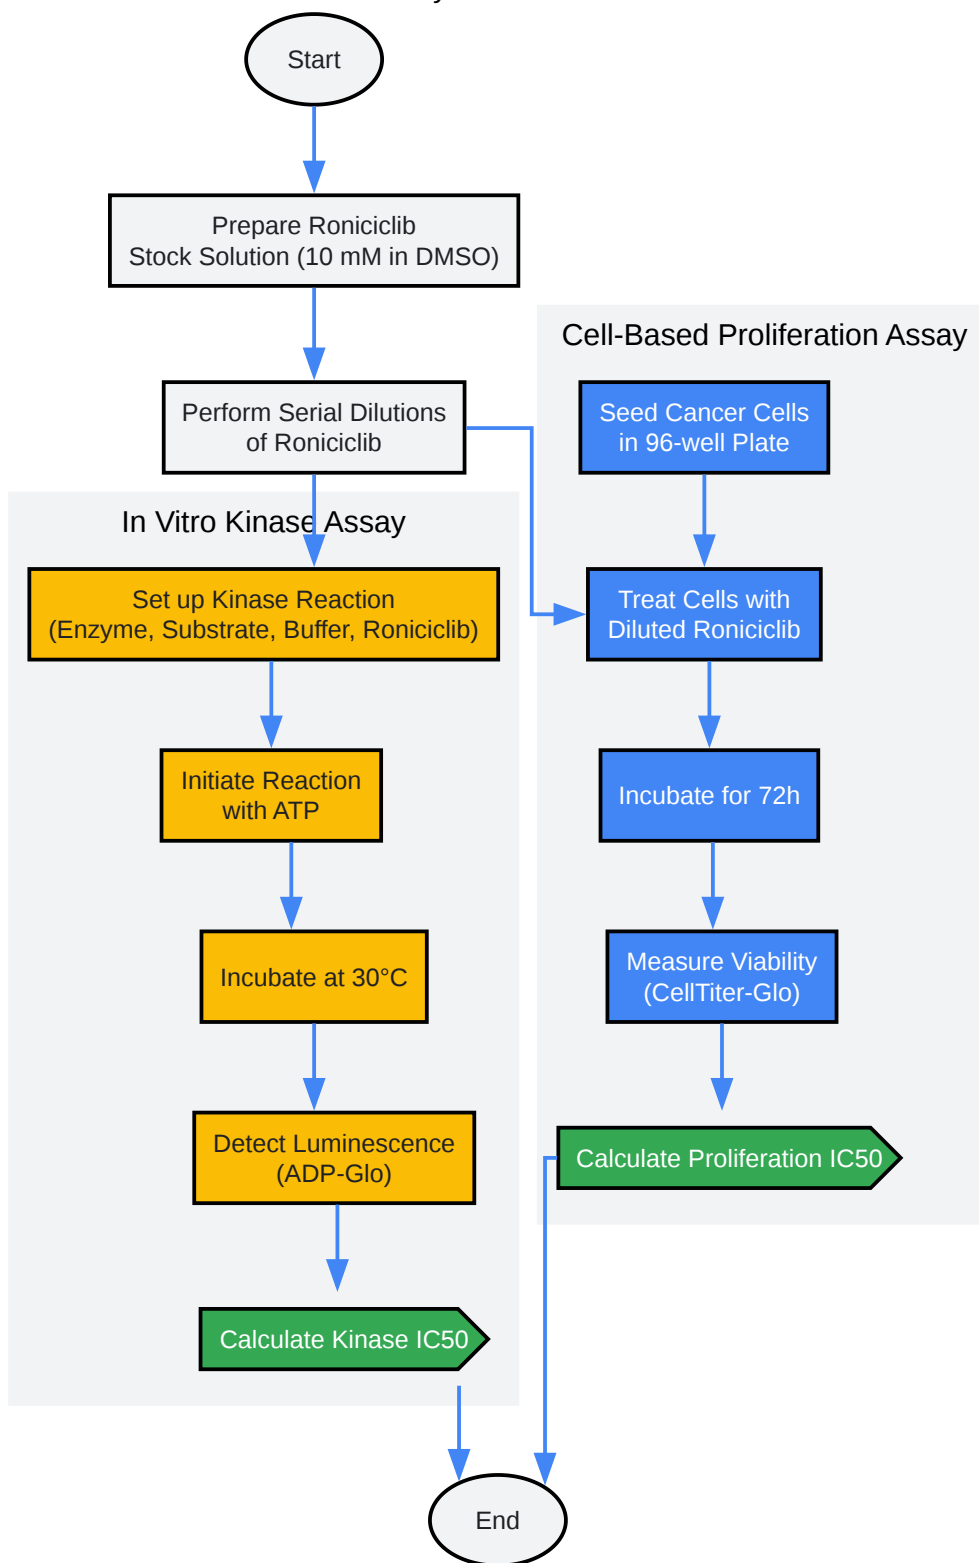 Start
Prepare Roniciclib
Stock Solution (10 mM in DMSO)
Perform Serial Dilutions
of Roniciclib
In Vitro Kinase Assay
Set up Kinase Reaction
(Enzyme, Substrate, Buffer, Roniciclib)
Initiate Reaction
with ATP
Incubate at 30°C
Detect Luminescence
(ADP-Glo)
Calculate Kinase IC50
Cell-Based Proliferation Assay
Seed Cancer Cells
in 96-well Plate
Treat Cells with
Diluted Roniciclib
Incubate for 72h
Measure Viability
(CellTiter-Glo)
Calculate Proliferation IC50
End